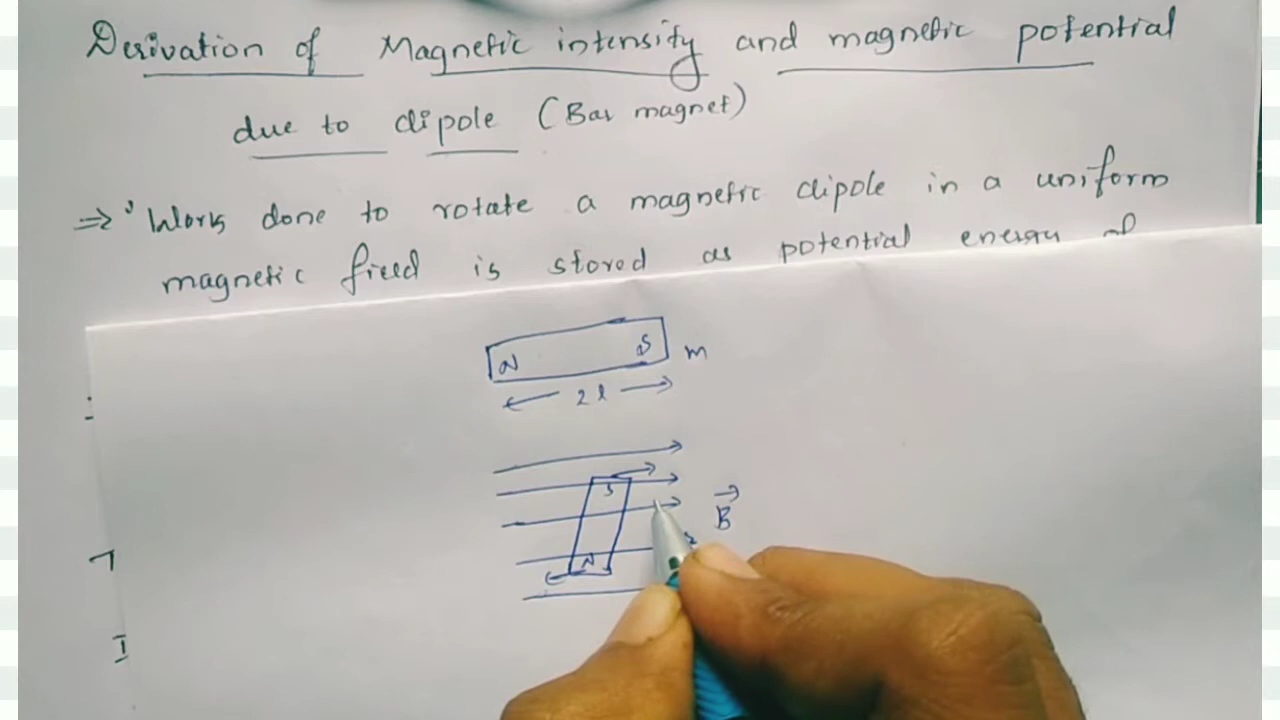 Derivation of Magnetic intensity and magnetic potential
due to dipole (Bar magnet)
⇒ Work done to rotate a magnetic dipole in a uniform
magnetic field is stored as potential energy of
N S m
2l
S
B
N
I